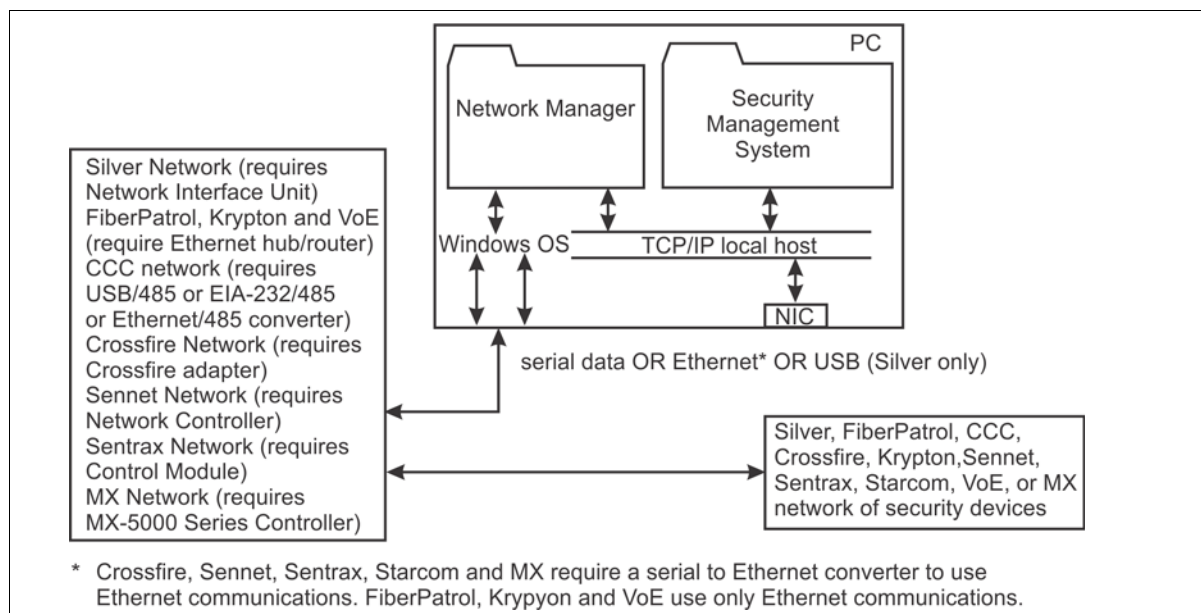 PC
Network Manager
Security
Management
System
Windows OS
TCP/IP local host
NIC
serial data OR Ethernet* OR USB (Silver only)
Silver Network (requires
Network Interface Unit)
FiberPatrol, Krypton and VoE
(require Ethernet hub/router)
CCC network (requires
USB/485 or EIA-232/485
or Ethernet/485 converter)
Crossfire Network (requires
Crossfire adapter)
Sennet Network (requires
Network Controller)
Sentrax Network (requires
Control Module)
MX Network (requires
MX-5000 Series Controller)
Silver, FiberPatrol, CCC,
Crossfire, Krypton,Sennet,
Sentrax, Starcom, VoE, or MX
network of security devices
* Crossfire, Sennet, Sentrax, Starcom and MX require a serial to Ethernet converter to use
Ethernet communications. FiberPatrol, Krypyon and VoE use only Ethernet communications.